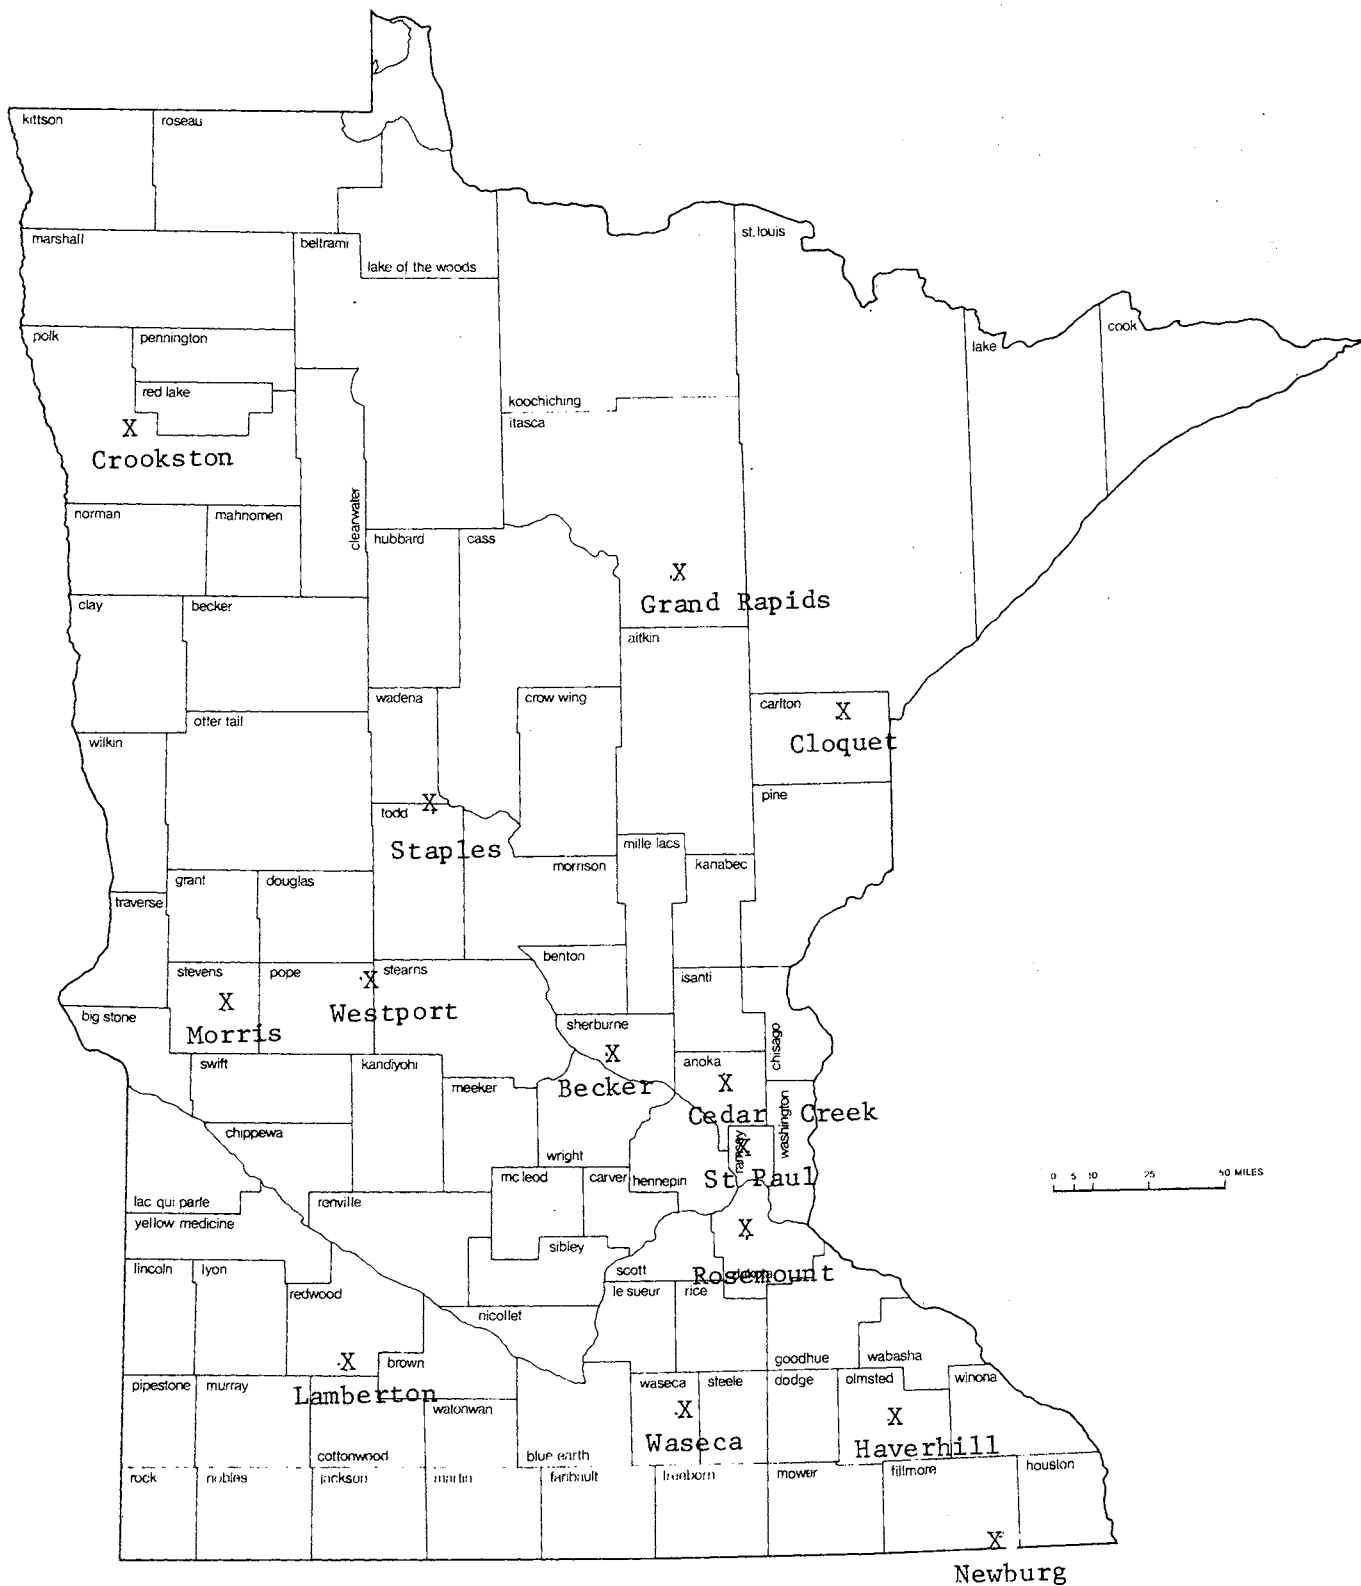 kittson
roseau
marshall
beltrami
lake of the woods
st. louis
cook
lake
polk
pennington
red lake
koochiching
itasca
X
Crookston
clearwater
norman
mahnomen
hubbard
cass
X
Grand Rapids
clay
becker
aitkin
wadena
crow wing
carlton
X
Cloquet
otter tail
wilkin
pine
X
todd
Staples
mille lacs
kanabec
morrison
grant
douglas
traverse
benton
stevens
pope
X
stearns
isanti
X
Morris
Westport
big stone
sherburne
chisago
X
Becker
anoka
X
Cedar Creek
swift
kandiyohi
meeker
washington
chippewa
ramsey
X
St Paul
wright
mc leod
carver
hennepin
0 5 10 25 50 MILES
lac qui parle
yellow medicine
renville
X
Rosemount
sibley
scott
lincoln
lyon
redwood
le sueur
rice
nicollet
X
Lamberton
brown
goodhue
wabasha
pipestone
murray
waseca
steele
dodge
olmsted
winona
X
Waseca
X
Haverhill
watonwan
cottonwood
blue earth
rock
nobles
jackson
martin
faribault
freeborn
mower
fillmore
houston
X
Newburg